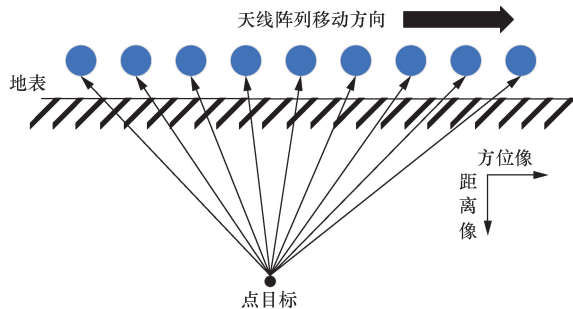 天线阵列移动方向
地表
方位像
距离像
点目标